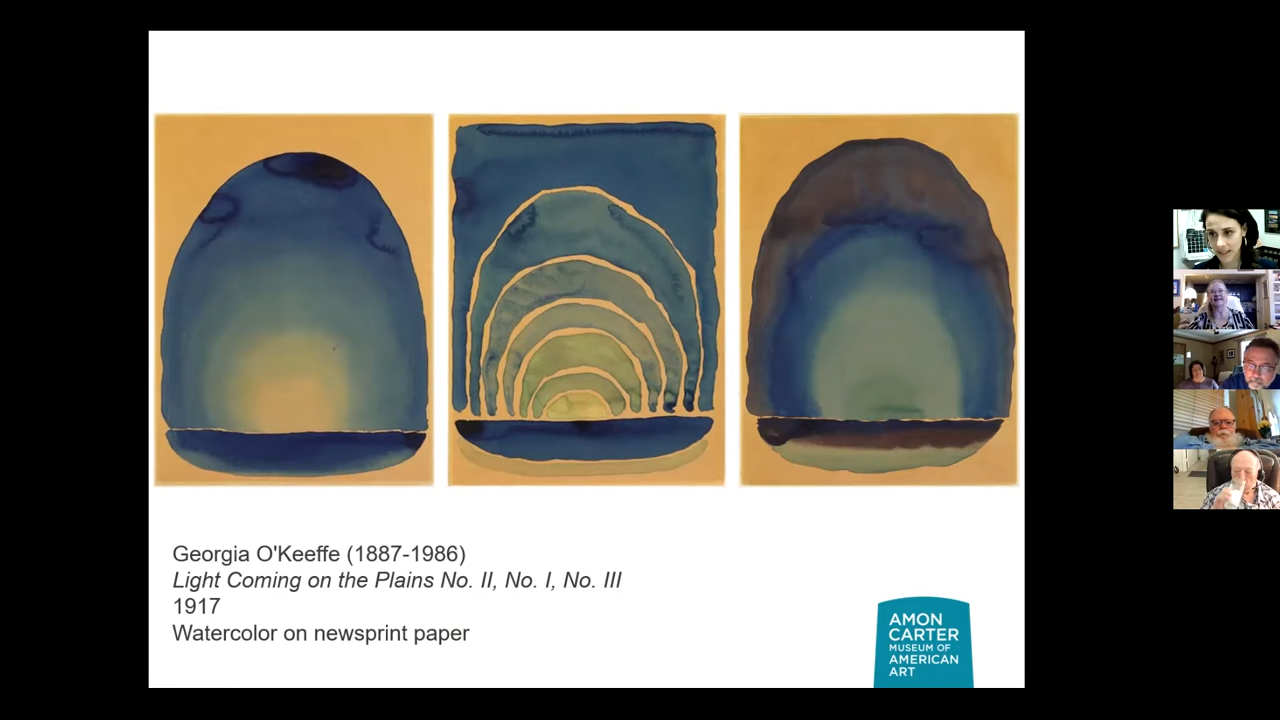 Georgia O'Keeffe (1887-1986)
Light Coming on the Plains No. II, No. I, No. III
1917
Watercolor on newsprint paper
AMON
CARTER
MUSEUM OF
AMERICAN
ART